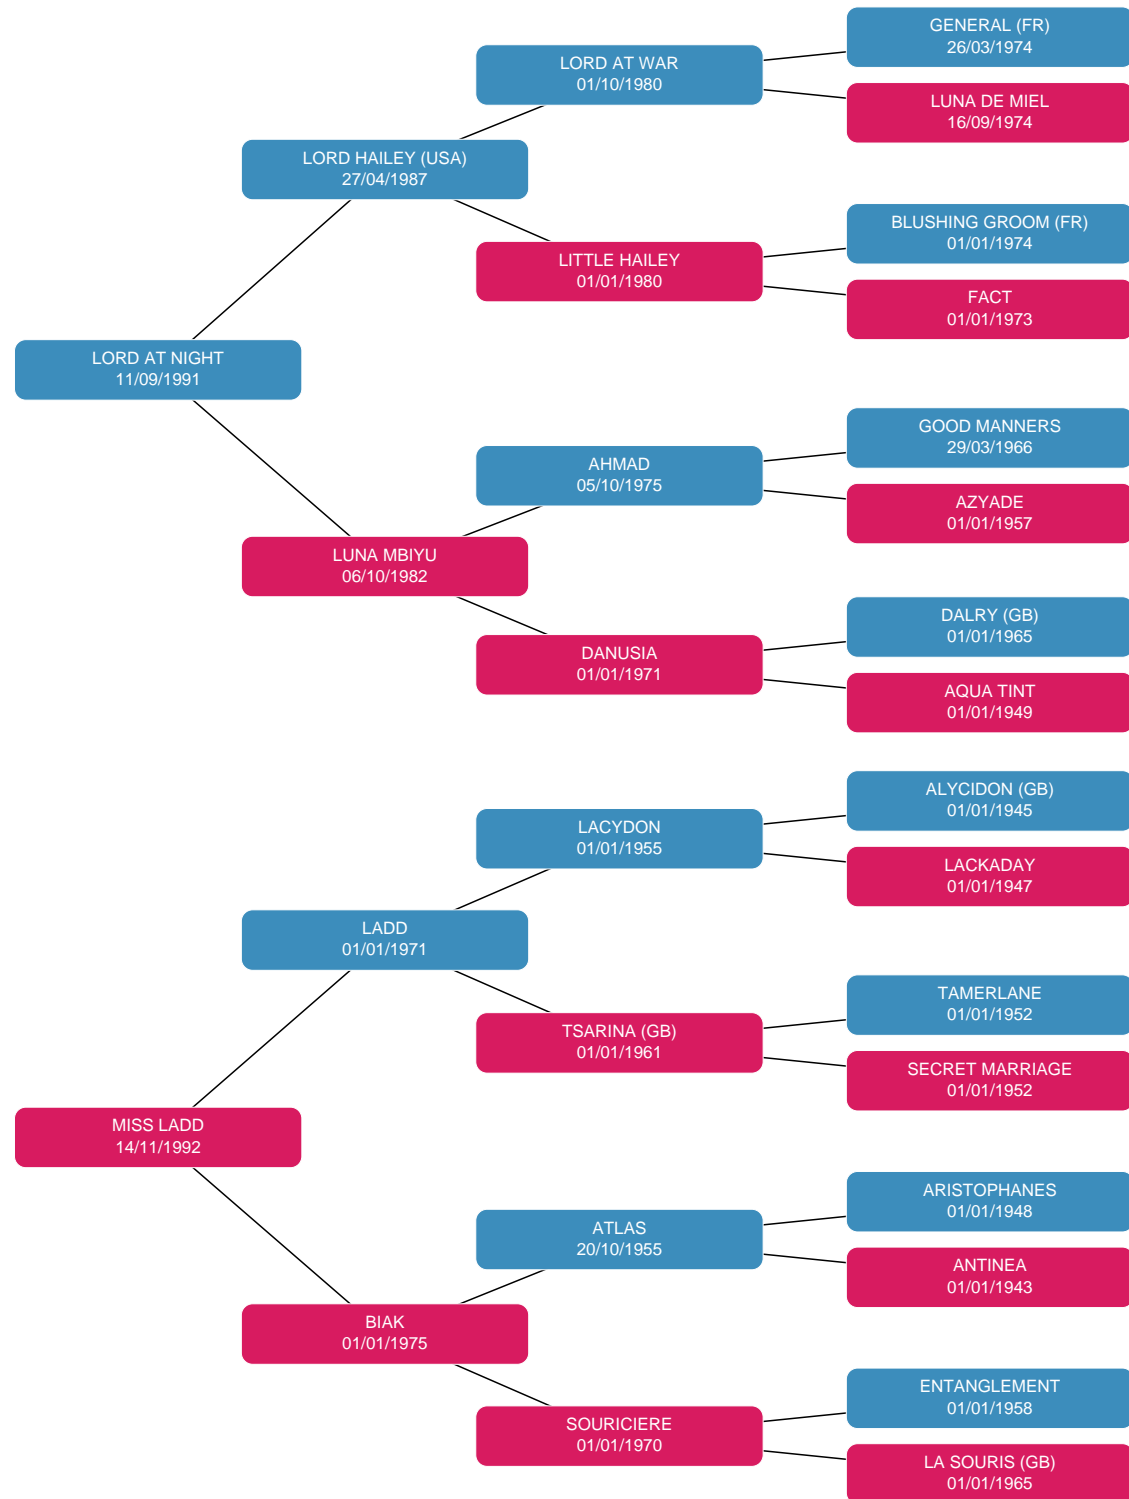 GENERAL (FR)
26/03/1974
LORD AT WAR
01/10/1980
LUNA DE MIEL
16/09/1974
LORD HAILEY (USA)
27/04/1987
BLUSHING GROOM (FR)
01/01/1974
LITTLE HAILEY
01/01/1980
FACT
01/01/1973
LORD AT NIGHT
11/09/1991
GOOD MANNERS
29/03/1966
AHMAD
05/10/1975
AZYADE
01/01/1957
LUNA MBIYU
06/10/1982
DALRY (GB)
01/01/1965
DANUSIA
01/01/1971
AQUA TINT
01/01/1949
ALYCIDON (GB)
01/01/1945
LACYDON
01/01/1955
LACKADAY
01/01/1947
LADD
01/01/1971
TAMERLANE
01/01/1952
TSARINA (GB)
01/01/1961
SECRET MARRIAGE
01/01/1952
MISS LADD
14/11/1992
ARISTOPHANES
01/01/1948
ATLAS
20/10/1955
ANTINEA
01/01/1943
BIAK
01/01/1975
ENTANGLEMENT
01/01/1958
SOURICIERE
01/01/1970
LA SOURIS (GB)
01/01/1965